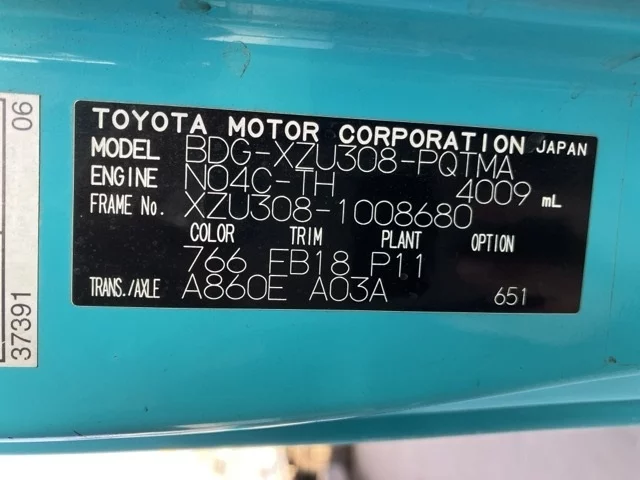 TOYOTA MOTOR CORPORATION JAPAN
MODEL BDG-XZU308-PQTMA
ENGINE N04C-TH 4009 mL
FRAME No. XZU308-1008680
COLOR TRIM PLANT OPTION
766 FB18 P11
TRANS./AXLE A860E A03A 651
37391 06